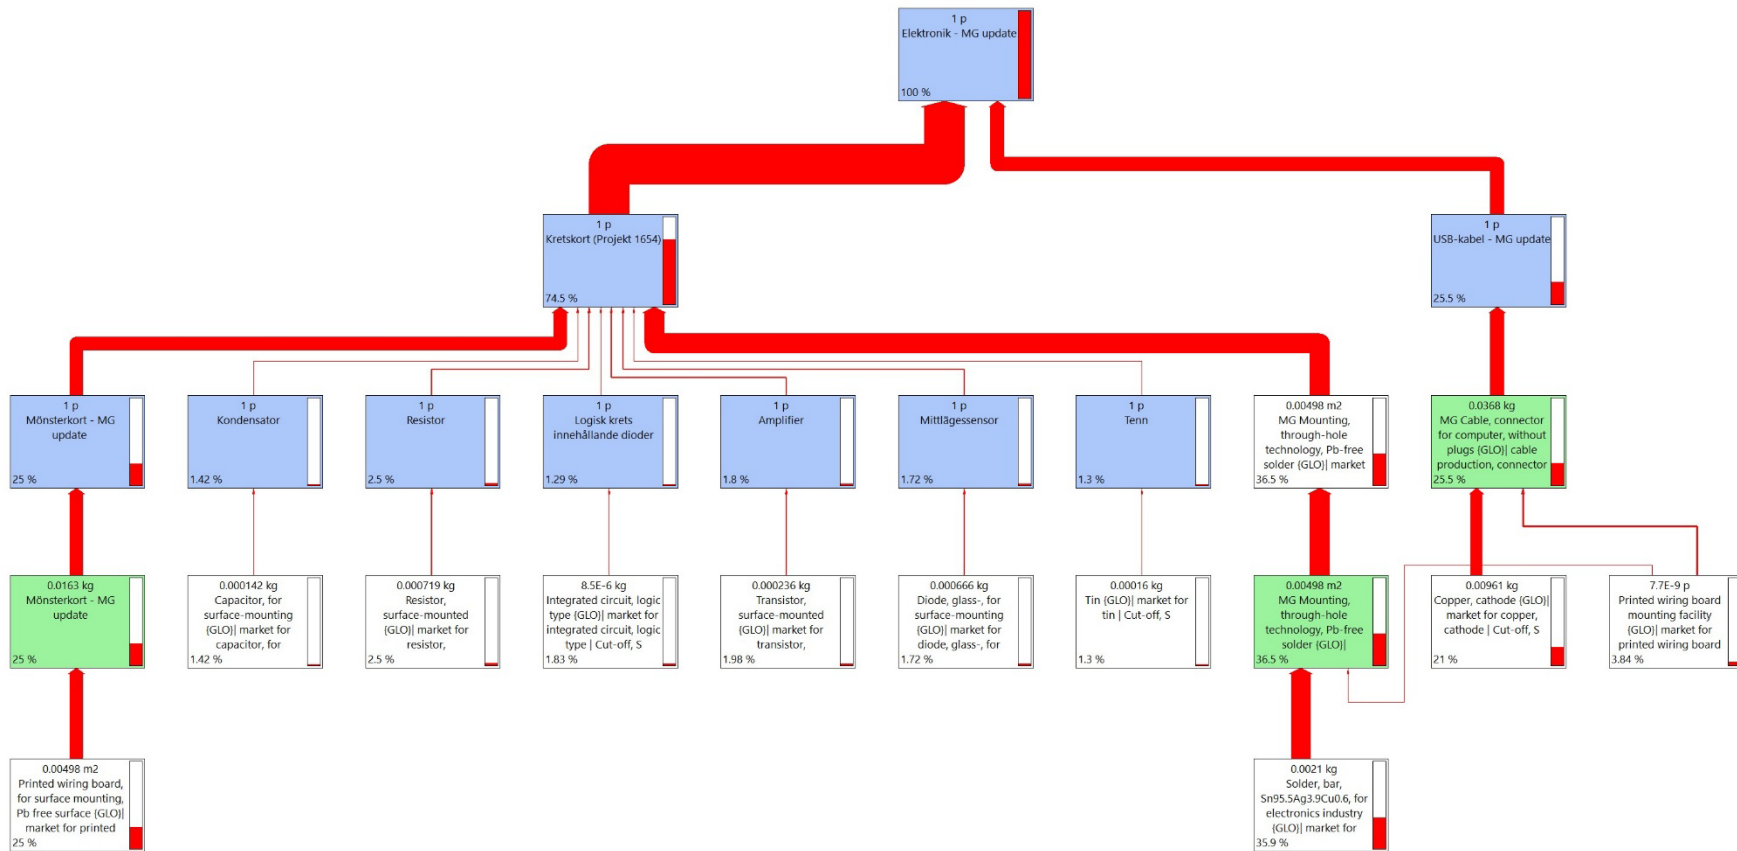 1 p
Elektronik - MG update
100 %
1 p
Kretskort (Projekt 1654)
74.5 %
1 p
USB-kabel - MG update
25.5 %
1 p
Mönsterkort - MG
update
25 %
1 p
Kondensator
1.42 %
1 p
Resistor
2.5 %
1 p
Logisk krets
innehållande dioder
1.29 %
1 p
Amplifier
1.8 %
1 p
Mittlägessensor
1.72 %
1 p
Tenn
1.3 %
0.00498 m2
MG Mounting,
through-hole
technology, Pb-free
solder {GLO}| market
36.5 %
0.0368 kg
MG Cable, connector
for computer, without
plugs {GLO}| cable
production, connector
25.5 %
0.0163 kg
Mönsterkort - MG
update
25 %
0.000142 kg
Capacitor, for
surface-mounting
{GLO}| market for
capacitor, for
1.42 %
0.000719 kg
Resistor,
surface-mounted
{GLO}| market for
resistor,
2.5 %
8.5E-6 kg
Integrated circuit, logic
type {GLO}| market for
integrated circuit, logic
type | Cut-off, S
1.83 %
0.000236 kg
Transistor,
surface-mounted
{GLO}| market for
transistor,
1.98 %
0.000666 kg
Diode, glass-, for
surface-mounting
{GLO}| market for
diode, glass-, for
1.72 %
0.00016 kg
Tin {GLO}| market for
tin | Cut-off, S
1.3 %
0.00498 m2
MG Mounting,
through-hole
technology, Pb-free
solder {GLO}|
36.5 %
0.00961 kg
Copper, cathode {GLO}|
market for copper,
cathode | Cut-off, S
21 %
7.7E-9 p
Printed wiring board
mounting facility
{GLO}| market for
printed wiring board
3.84 %
0.00498 m2
Printed wiring board,
for surface mounting,
Pb free surface {GLO}|
market for printed
25 %
0.0021 kg
Solder, bar,
Sn95.5Ag3.9Cu0.6, for
electronics industry
{GLO}| market for
35.9 %